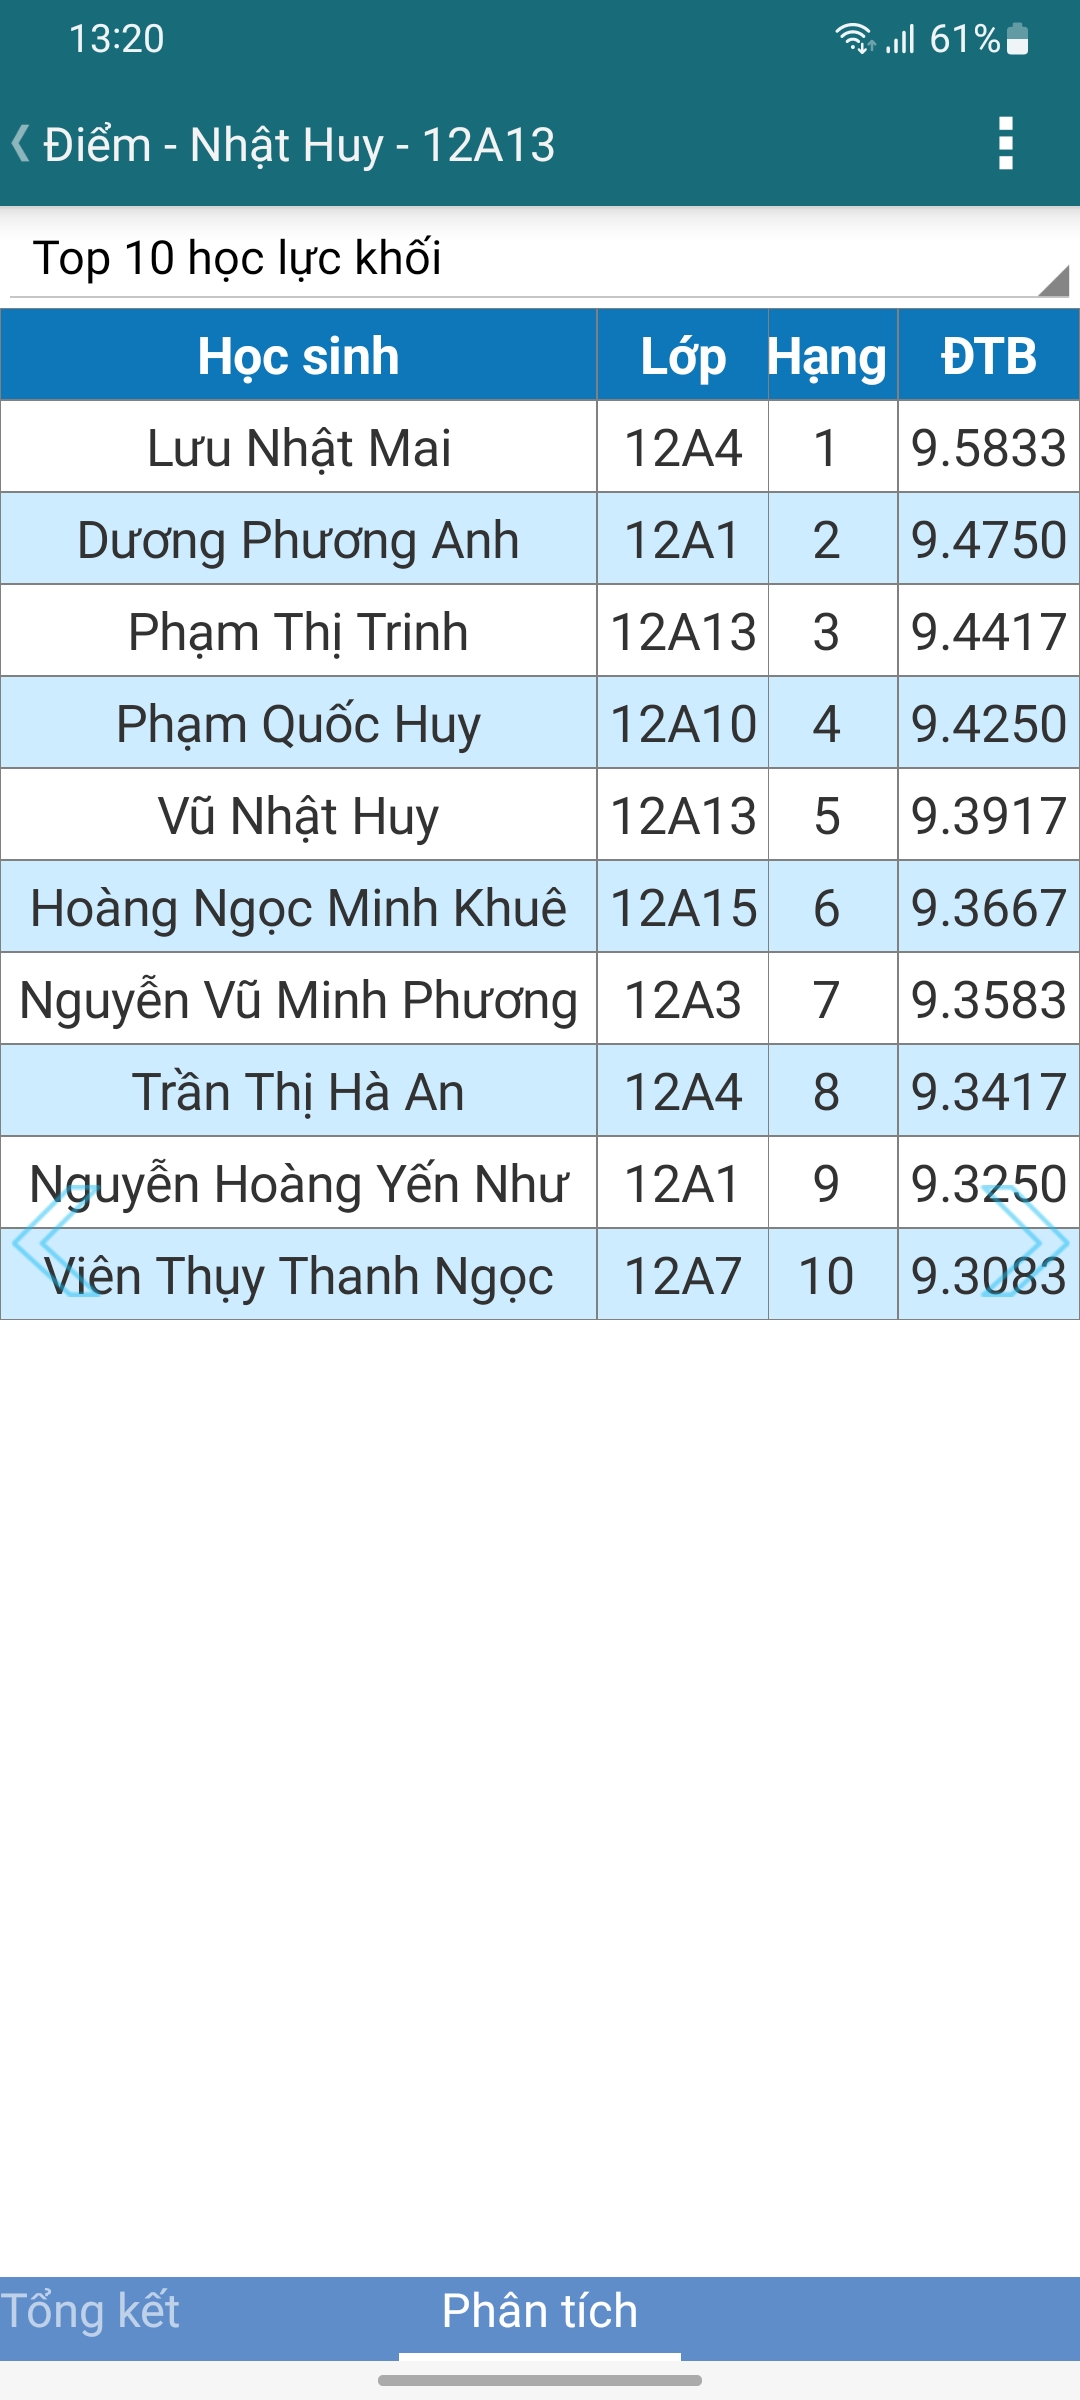 13:20 61%
Điểm - Nhật Huy - 12A13
Top 10 học lực khối
Học sinh Lớp Hạng ĐTB
Lưu Nhật Mai 12A4 1 9.5833
Dương Phương Anh 12A1 2 9.4750
Phạm Thị Trinh 12A13 3 9.4417
Phạm Quốc Huy 12A10 4 9.4250
Vũ Nhật Huy 12A13 5 9.3917
Hoàng Ngọc Minh Khuê 12A15 6 9.3667
Nguyễn Vũ Minh Phương 12A3 7 9.3583
Trần Thị Hà An 12A4 8 9.3417
Nguyễn Hoàng Yến Như 12A1 9 9.3250
Viên Thụy Thanh Ngọc 12A7 10 9.3083
Tổng kết Phân tích